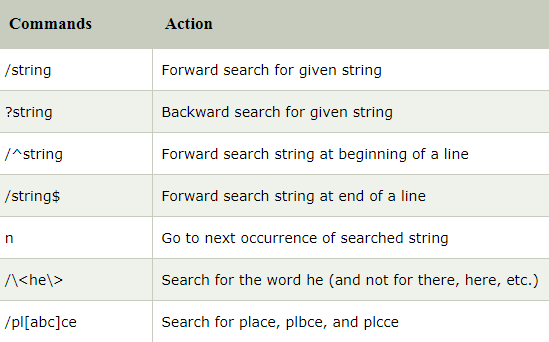 Commands Action
/string Forward search for given string
?string Backward search for given string
/^string Forward search string at beginning of a line
/string$ Forward search string at end of a line
n Go to next occurrence of searched string
/\<he\> Search for the word he (and not for there, here, etc.)
/pl[abc]ce Search for place, plbce, and plcce